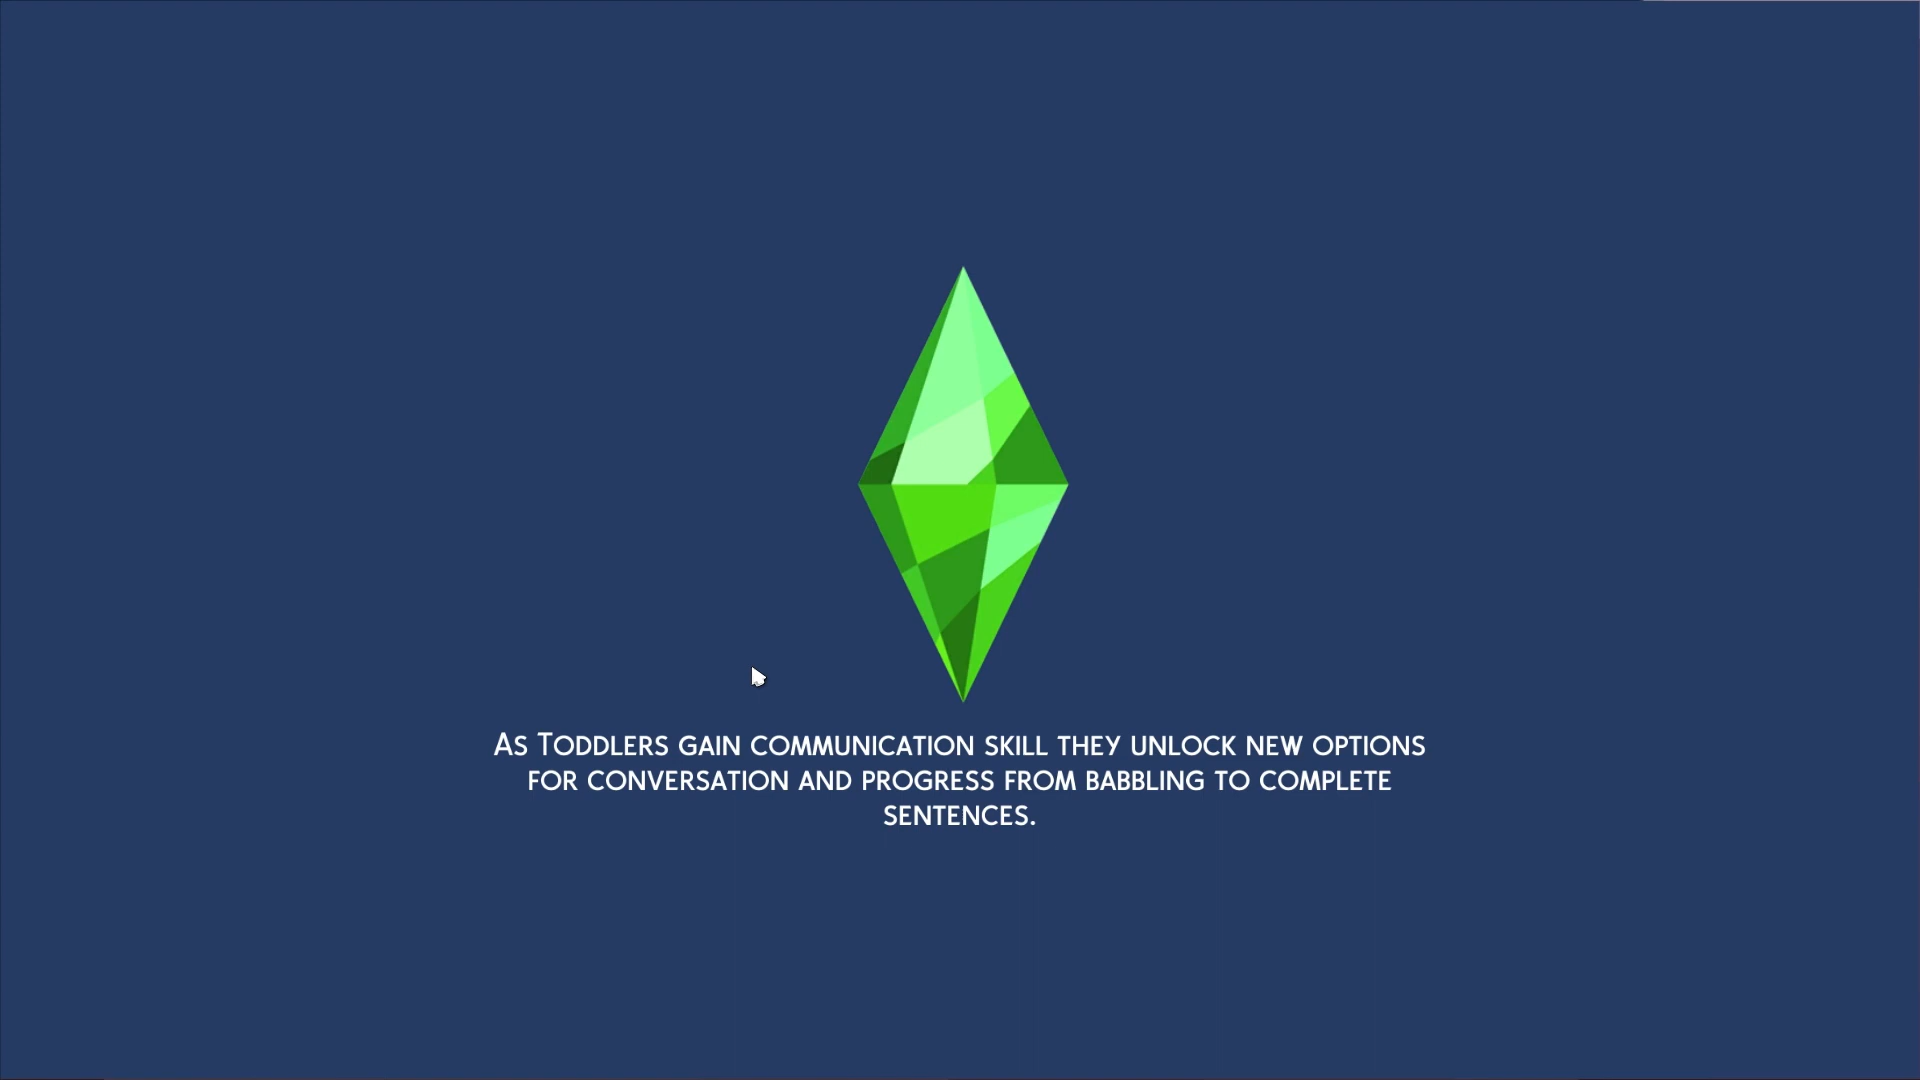 As Toddlers gain communication skill they unlock new options
for conversation and progress from babbling to complete
sentences.